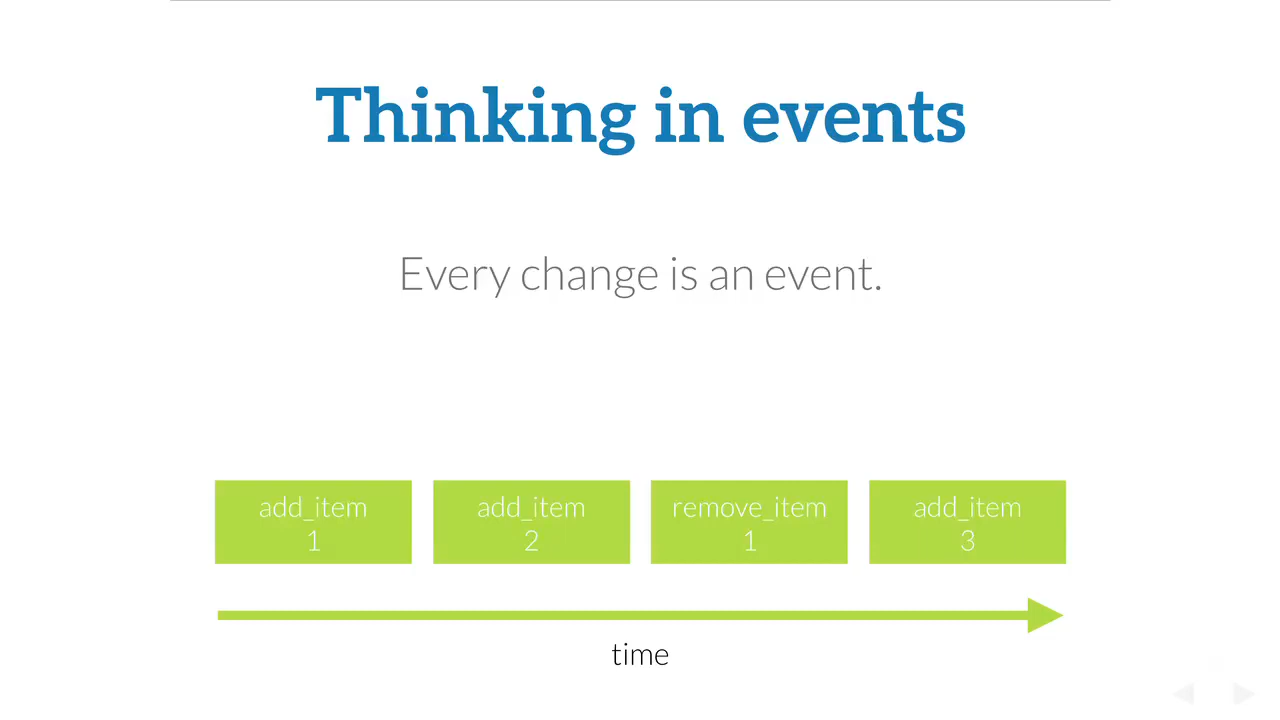 Thinking in events
Every change is an event.
add_item
1
add_item
2
remove_item
1
add_item
3
time